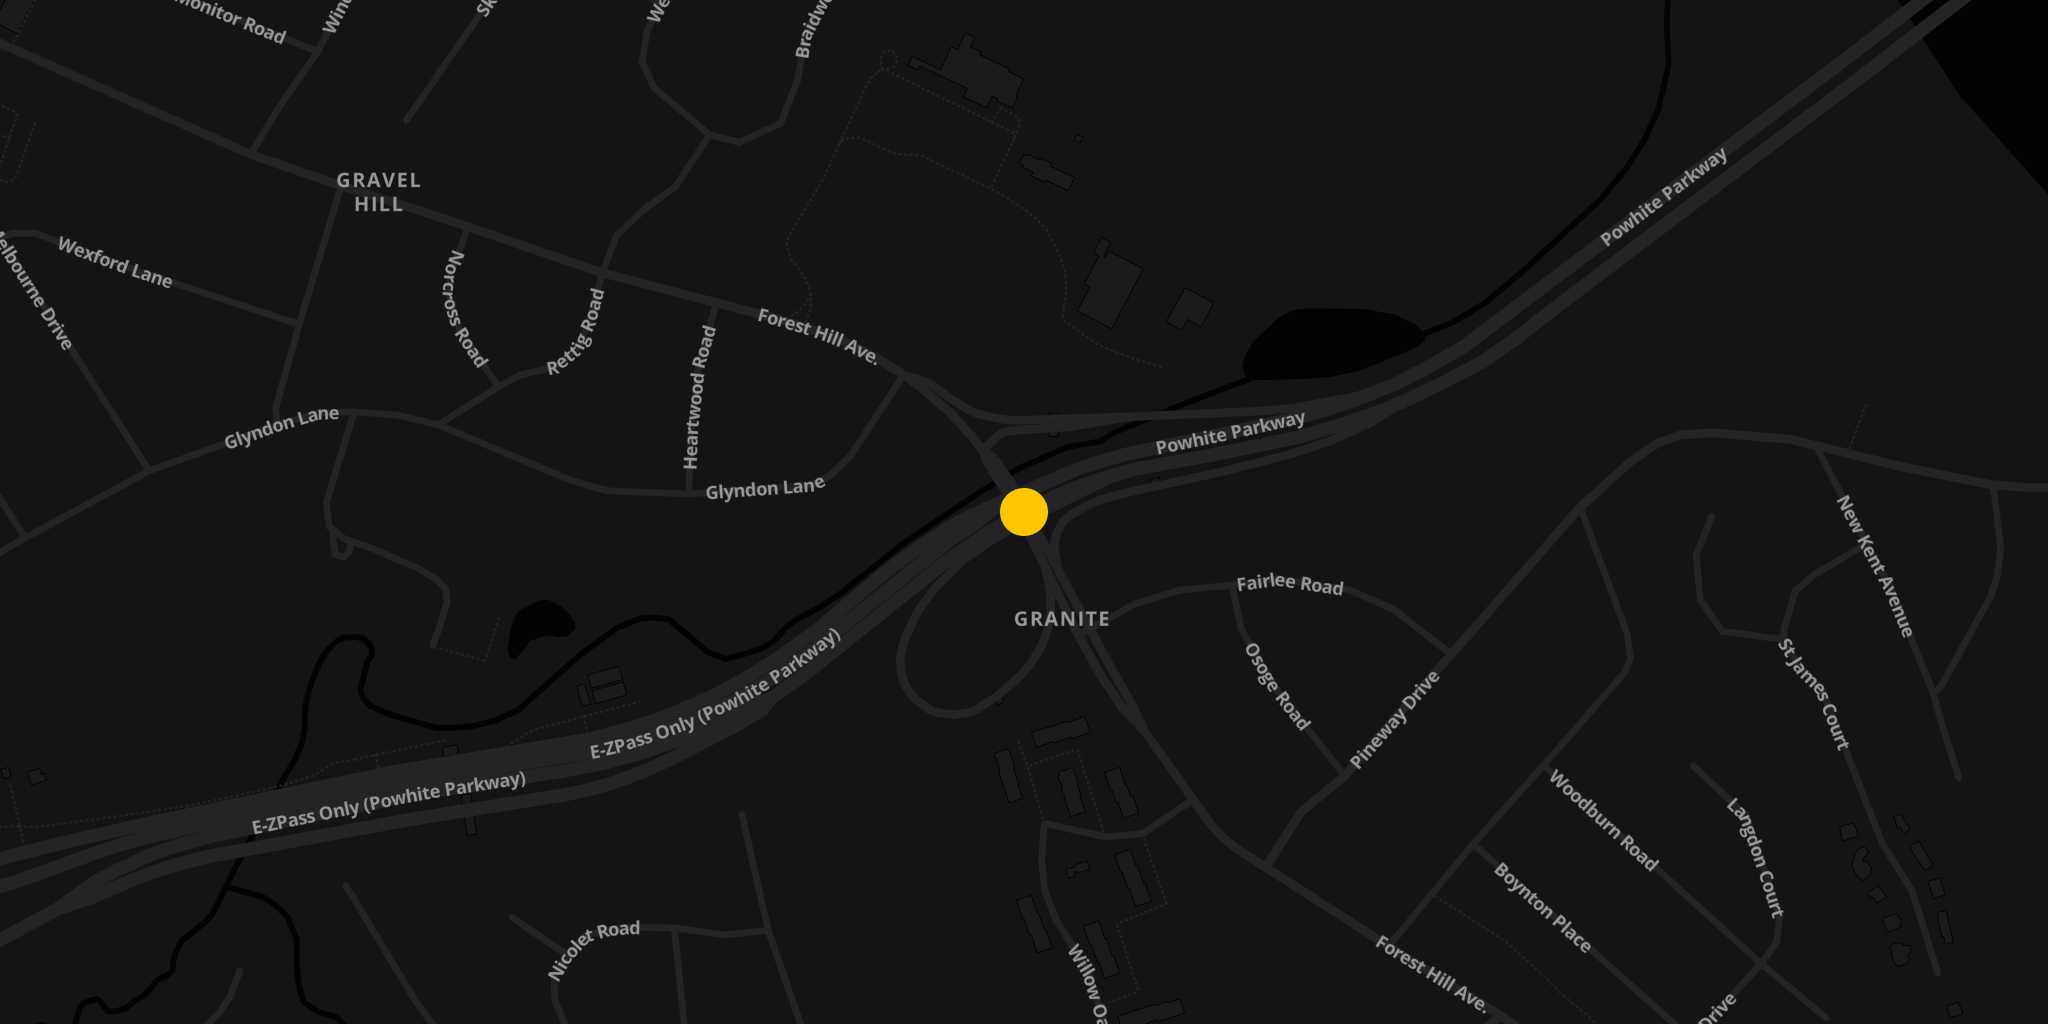 Monitor Road
GRAVEL
HILL
Wexford Lane
Norcross Road
Rettig Road
Heartwood Road
Forest Hill Ave.
Glyndon Lane
Glyndon Lane
Powhite Parkway
Powhite Parkway
GRANITE
Fairlee Road
Osoge Road
Pineway Drive
New Kent Avenue
St James Court
E-ZPass Only (Powhite Parkway)
E-ZPass Only (Powhite Parkway)
Woodburn Road
Langdon Court
Boynton Place
Nicolet Road
Forest Hill Ave.
Drive